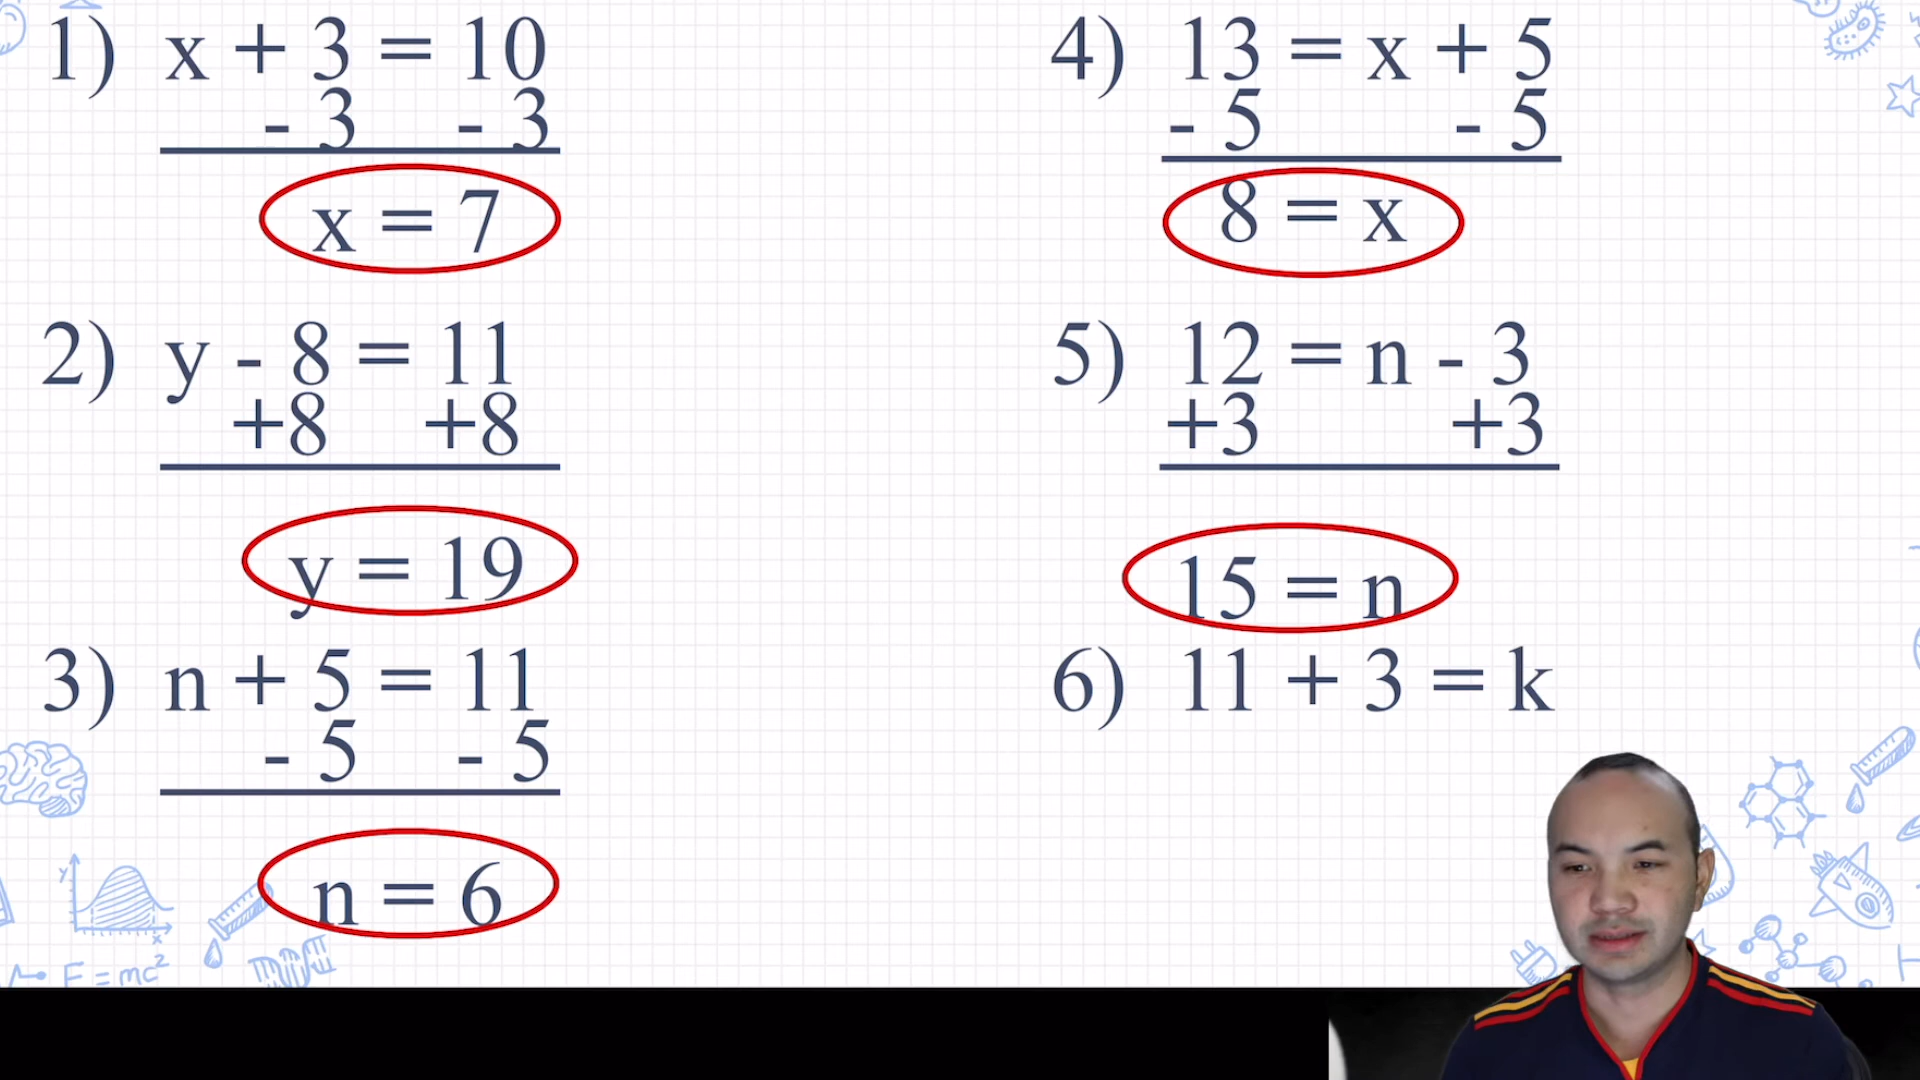 1) x + 3 = 10
- 3 - 3
x = 7
2) y - 8 = 11
+8 +8
y = 19
3) n + 5 = 11
- 5 - 5
n = 6
4) 13 = x + 5
- 5 - 5
8 = x
5) 12 = n - 3
+3 +3
15 = n
6) 11 + 3 = k
y
x
E = mc²